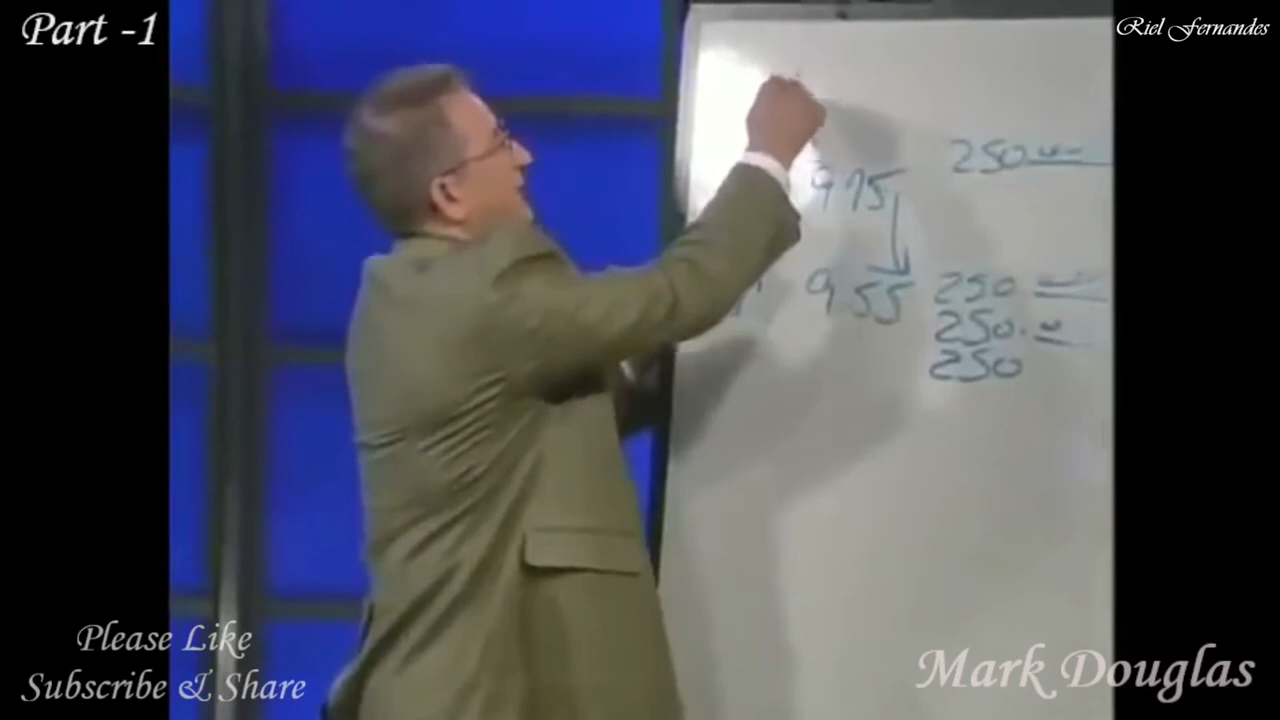 Part -1
Riel Fernandes
250
975
955 250
250
250
Please Like
Subscribe & Share
Mark Douglas